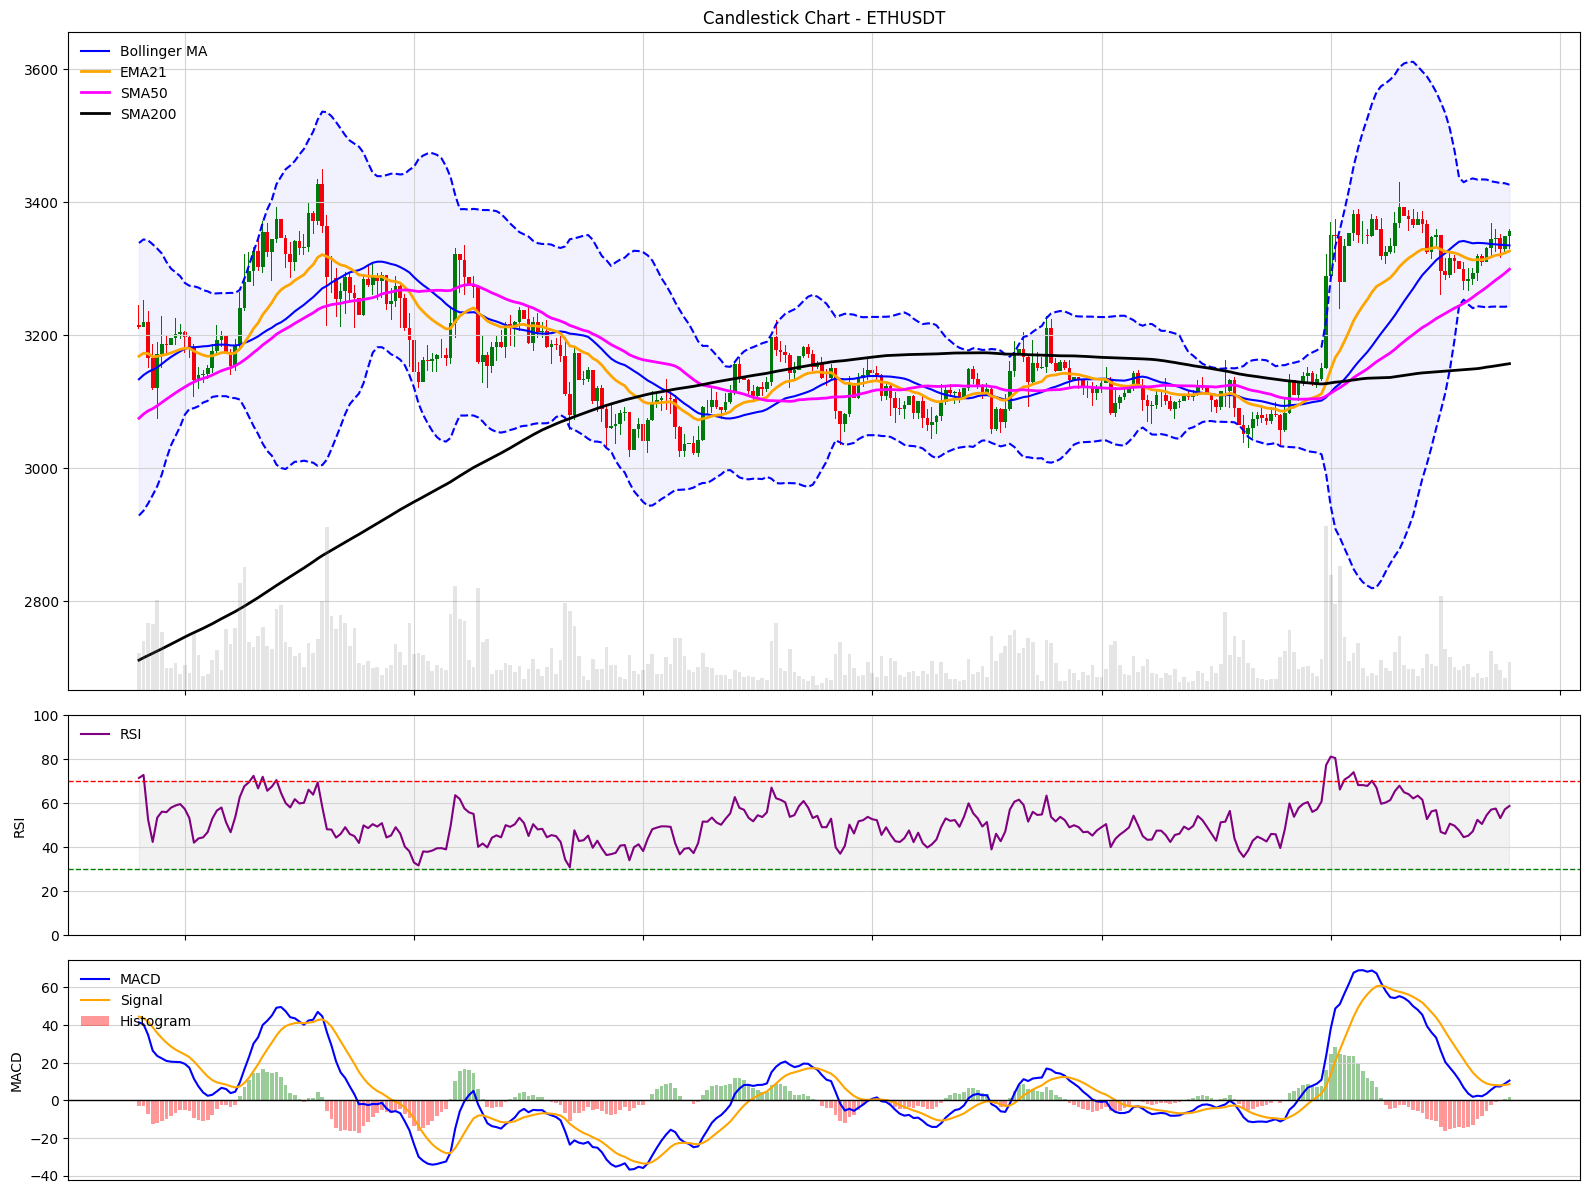 Candlestick Chart - ETHUSDT
Bollinger MA
EMA21
SMA50
SMA200
3600
3400
3200
3000
2800
RSI
100
80
60
40
20
0
RSI
MACD
Signal
Histogram
60
40
20
0
−20
−40
MACD